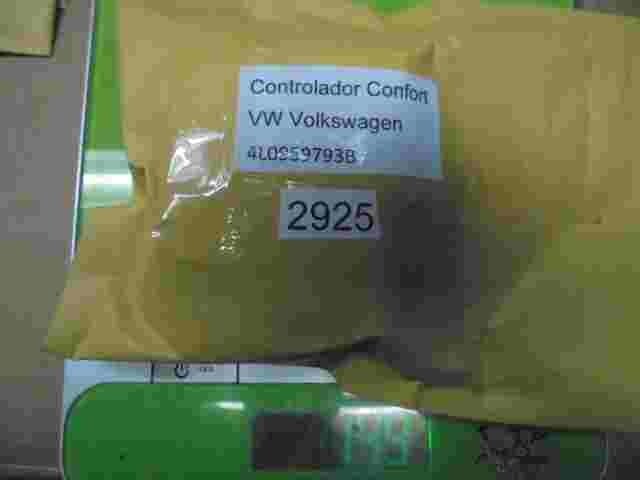 Controlador Confort
VW Volkswagen
4L0959793B
2925